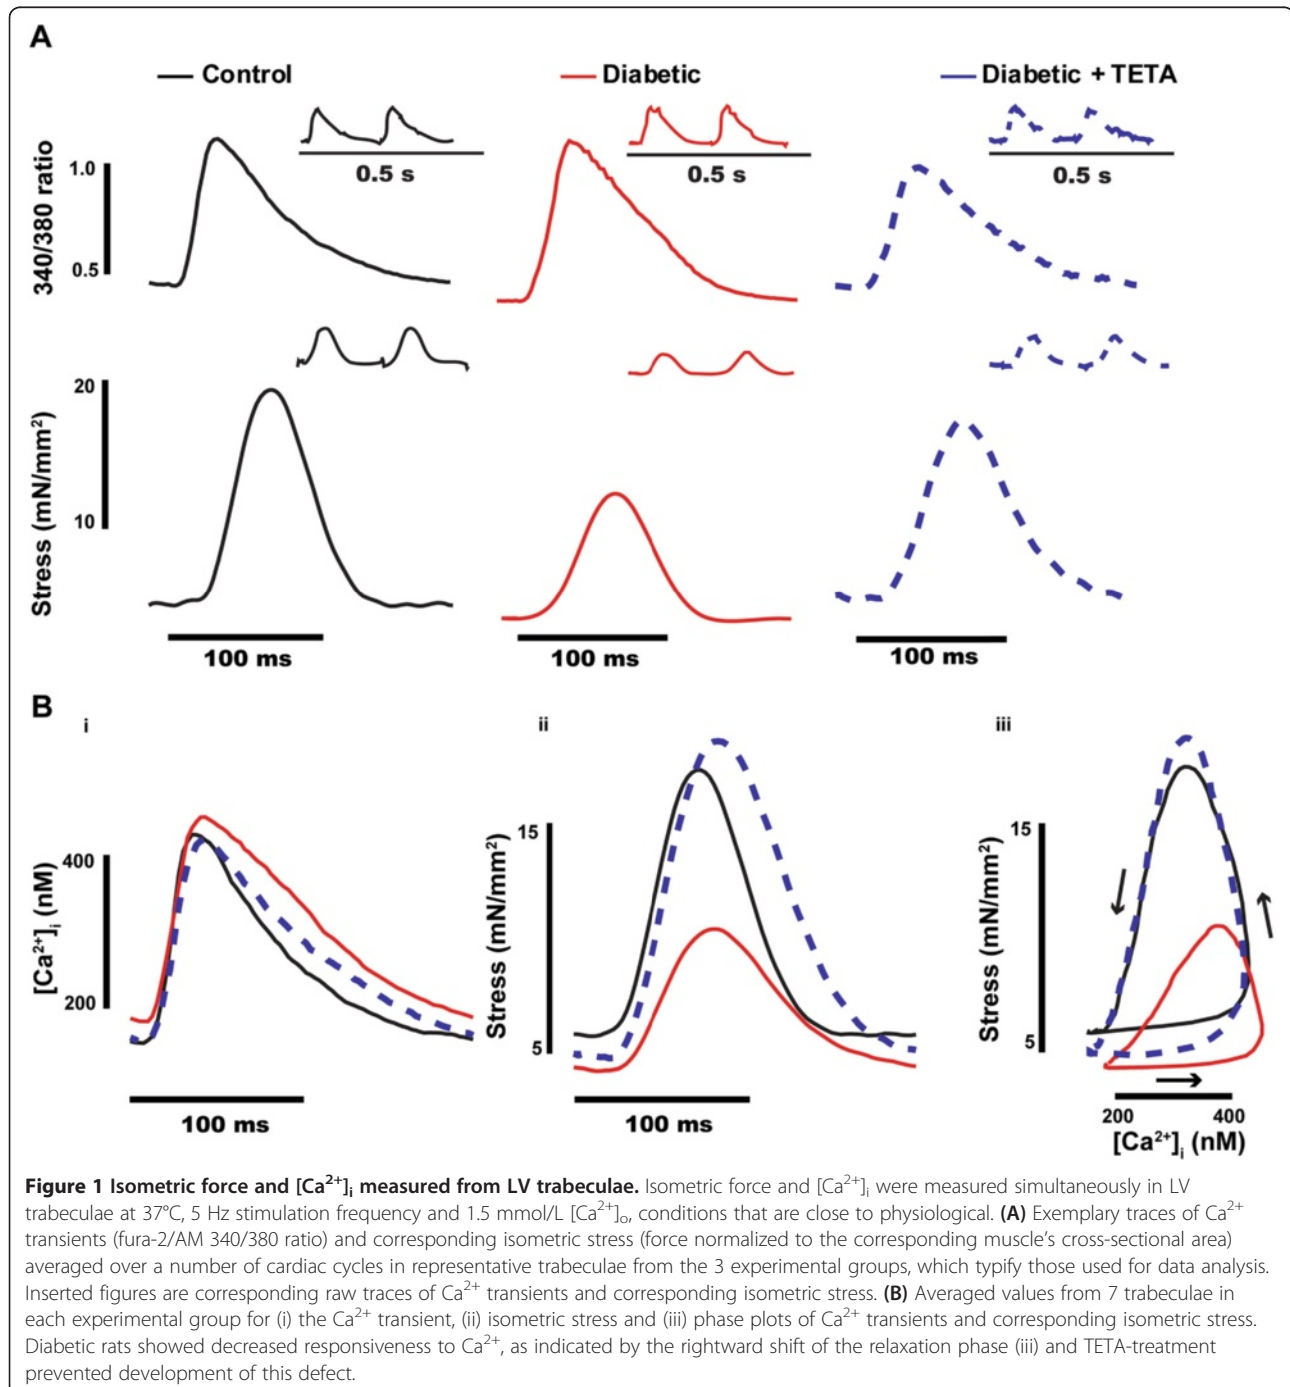 A
Control
Diabetic
Diabetic + TETA
340/380 ratio
1.0
0.5
0.5 s
0.5 s
0.5 s
Stress (mN/mm²)
20
10
100 ms
100 ms
100 ms
B
i
ii
iii
[Ca²⁺]ᵢ (nM)
400
200
100 ms
Stress (mN/mm²)
15
5
100 ms
Stress (mN/mm²)
15
5
200
400
[Ca²⁺]ᵢ (nM)
Figure 1 Isometric force and [Ca²⁺]ᵢ measured from LV trabeculae. Isometric force and [Ca²⁺]ᵢ were measured simultaneously in LV
trabeculae at 37°C, 5 Hz stimulation frequency and 1.5 mmol/L [Ca²⁺]ₒ, conditions that are close to physiological. (A) Exemplary traces of Ca²⁺
transients (fura-2/AM 340/380 ratio) and corresponding isometric stress (force normalized to the corresponding muscle's cross-sectional area)
averaged over a number of cardiac cycles in representative trabeculae from the 3 experimental groups, which typify those used for data analysis.
Inserted figures are corresponding raw traces of Ca²⁺ transients and corresponding isometric stress. (B) Averaged values from 7 trabeculae in
each experimental group for (i) the Ca²⁺ transient, (ii) isometric stress and (iii) phase plots of Ca²⁺ transients and corresponding isometric stress.
Diabetic rats showed decreased responsiveness to Ca²⁺, as indicated by the rightward shift of the relaxation phase (iii) and TETA-treatment
prevented development of this defect.